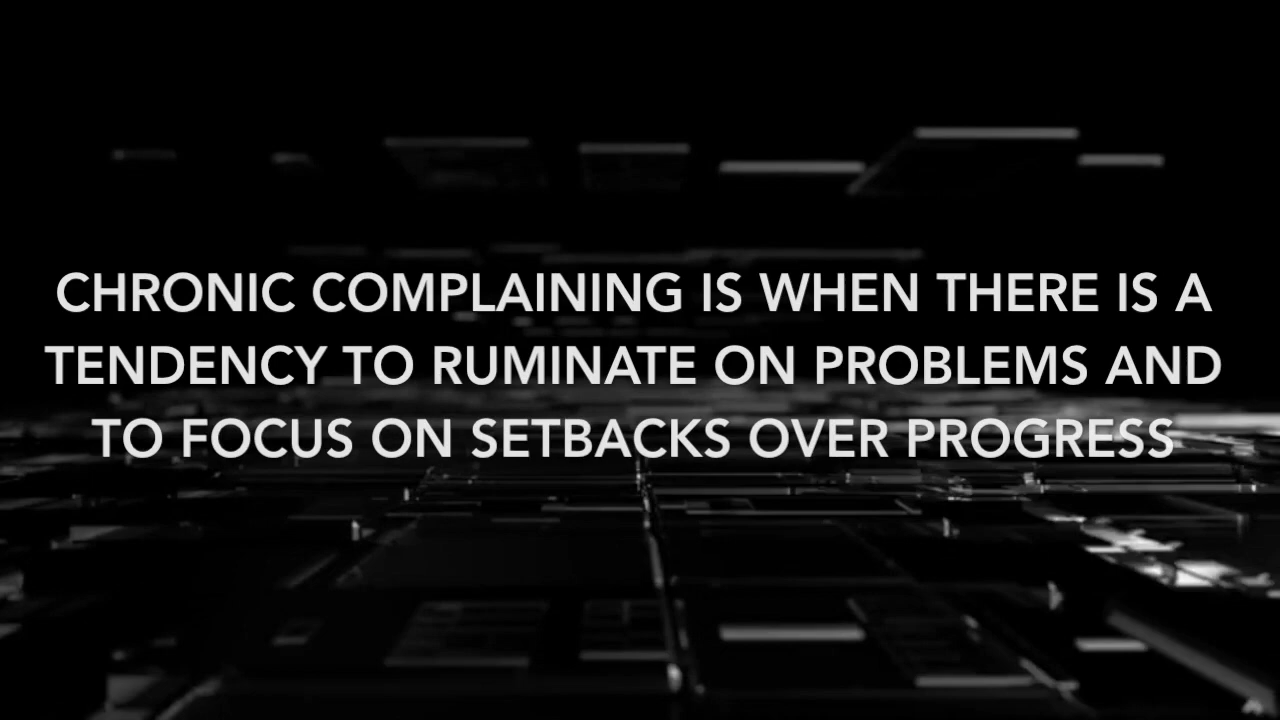 CHRONIC COMPLAINING IS WHEN THERE IS A
TENDENCY TO RUMINATE ON PROBLEMS AND
TO FOCUS ON SETBACKS OVER PROGRESS